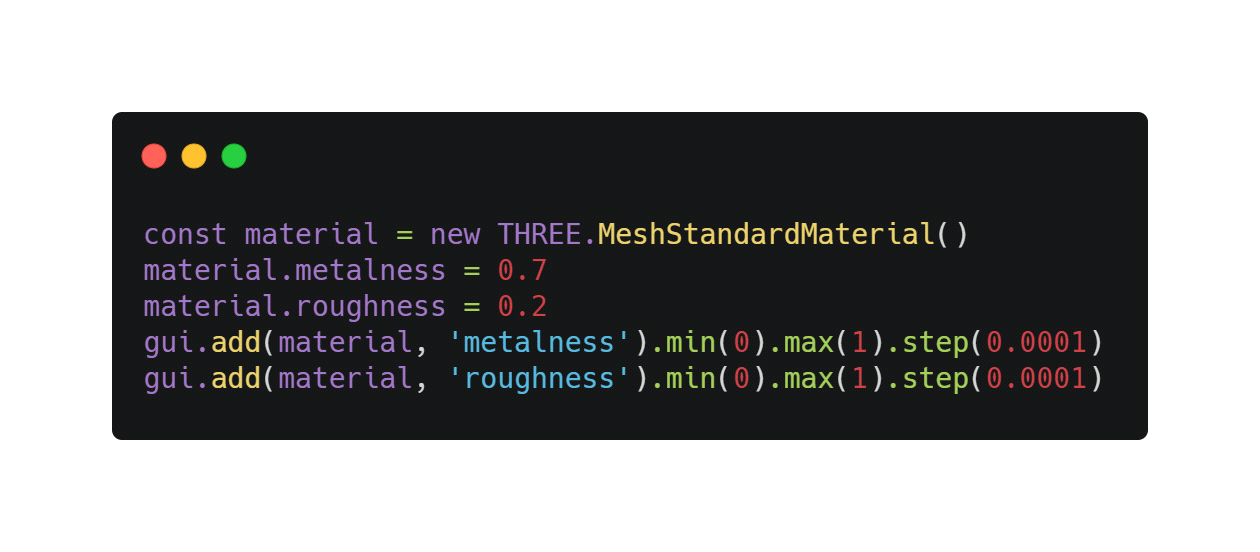 const material = new THREE.MeshStandardMaterial()
material.metalness = 0.7
material.roughness = 0.2
gui.add(material, 'metalness').min(0).max(1).step(0.0001)
gui.add(material, 'roughness').min(0).max(1).step(0.0001)